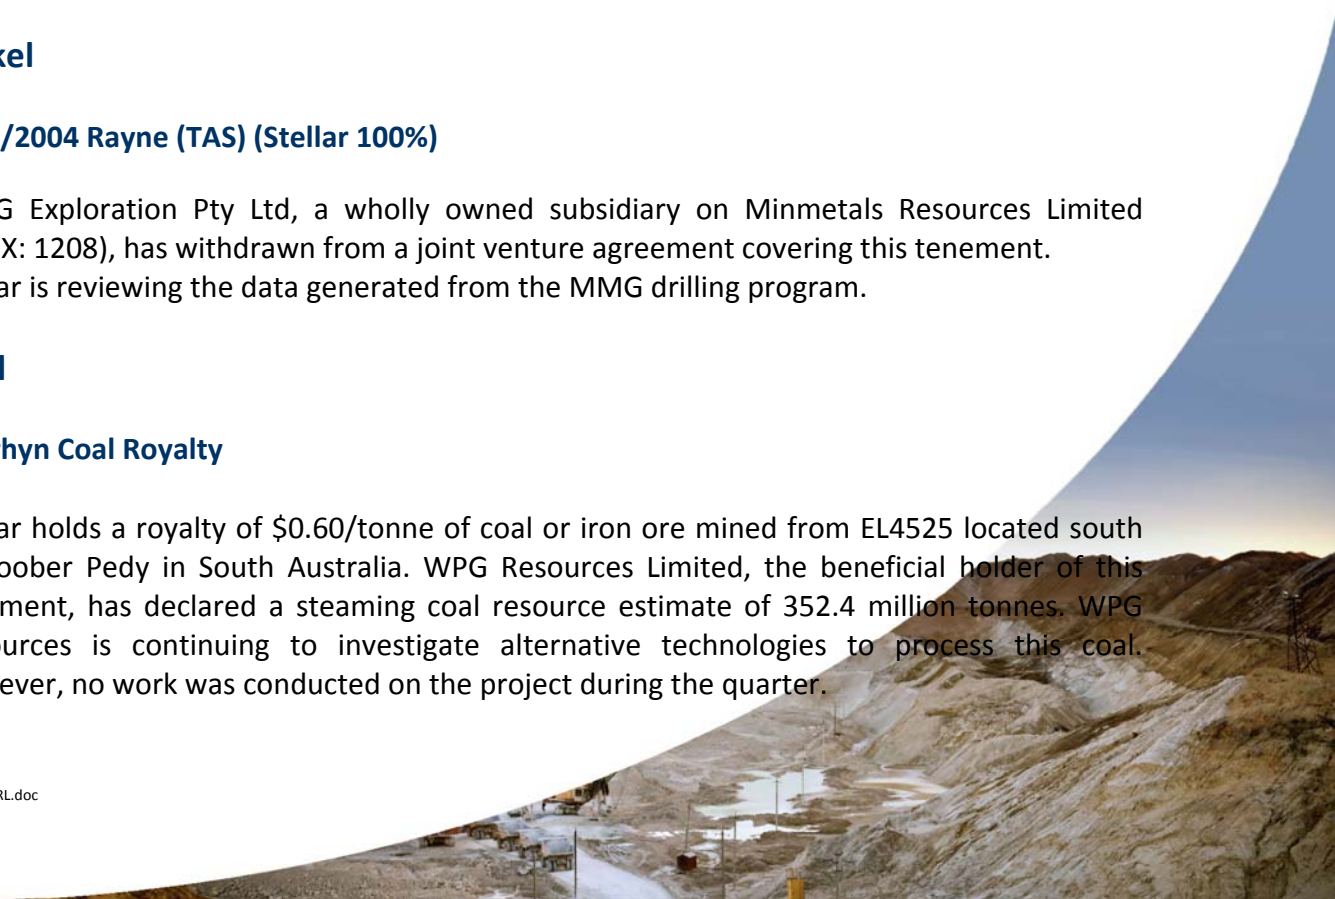 kel
/2004 Rayne (TAS) (Stellar 100%)
G Exploration Pty Ltd, a wholly owned subsidiary on Minmetals Resources Limited
X: 1208), has withdrawn from a joint venture agreement covering this tenement.
ar is reviewing the data generated from the MMG drilling program.
l
hyn Coal Royalty
ar holds a royalty of $0.60/tonne of coal or iron ore mined from EL4525 located south
oober Pedy in South Australia. WPG Resources Limited, the beneficial holder of this
ment, has declared a steaming coal resource estimate of 352.4 million tonnes. WPG
ources is continuing to investigate alternative technologies to process this coal.
ever, no work was conducted on the project during the quarter.
RL.doc